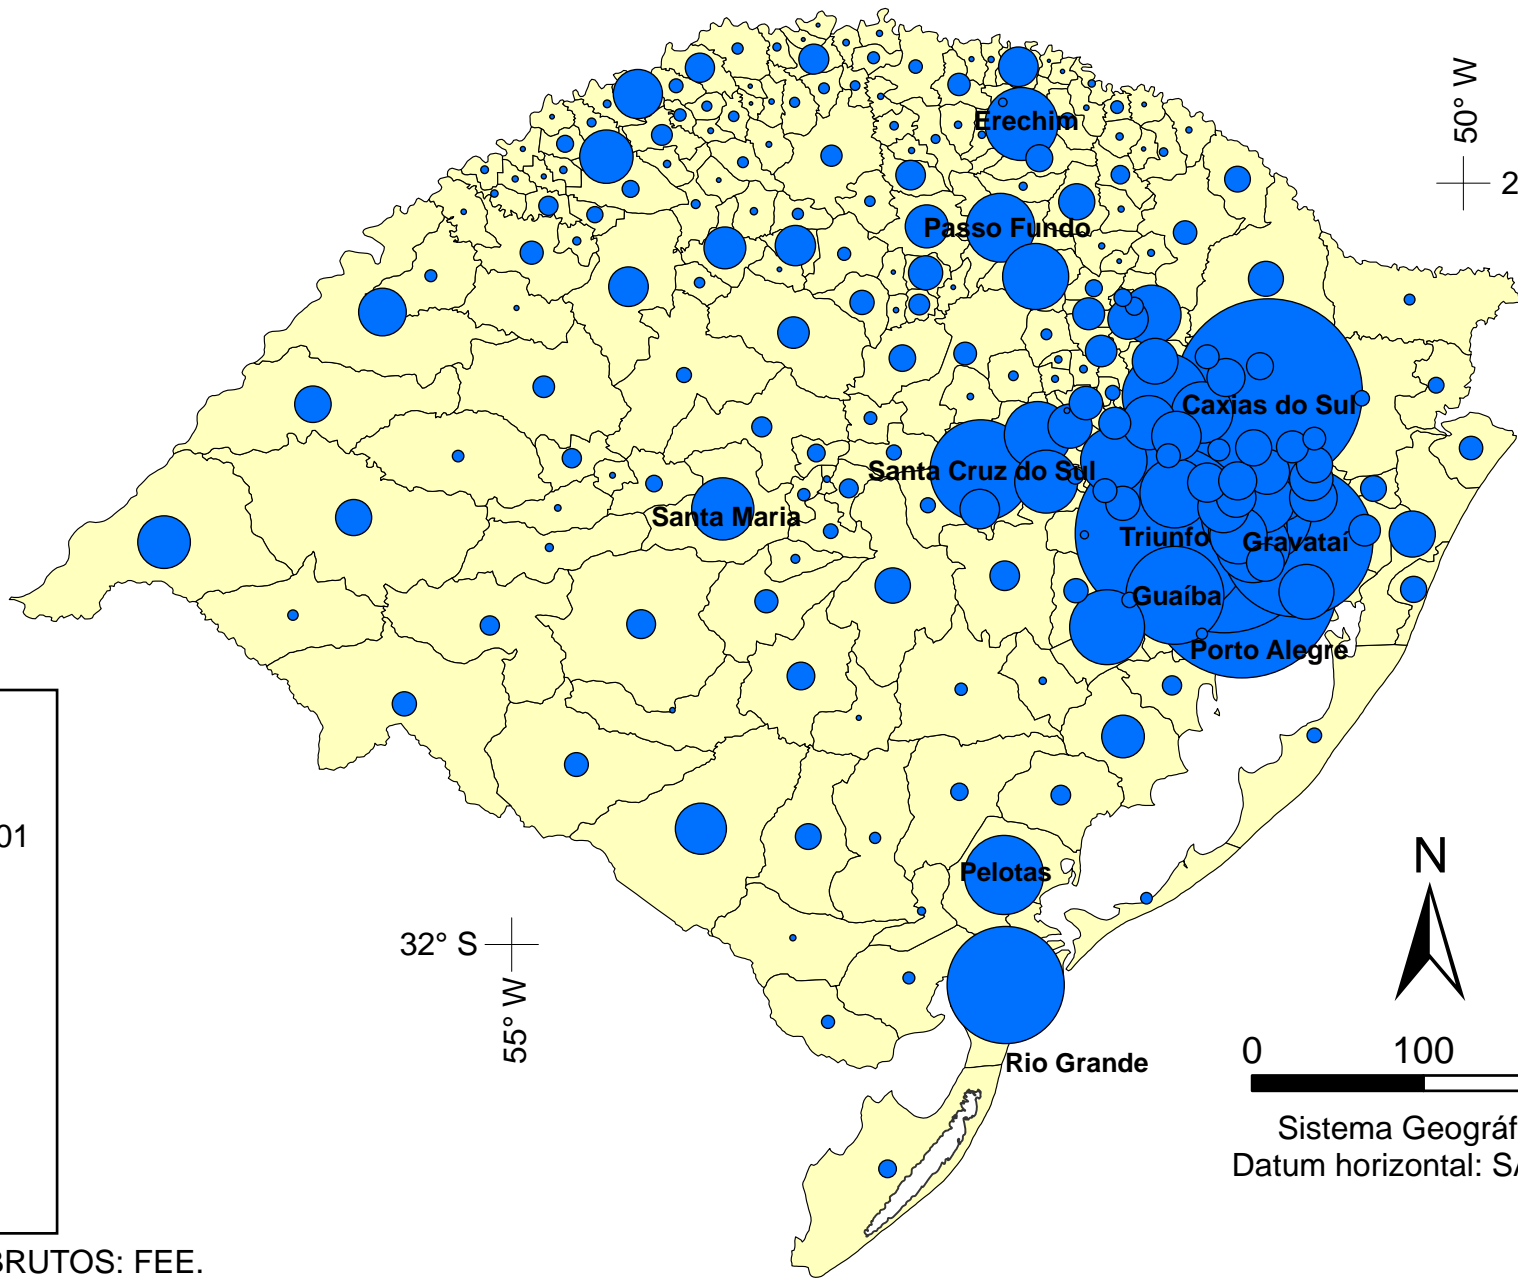 50° W
2
Erechim
Passo Fundo
Caxias do Sul
Santa Cruz do Sul
Santa Maria
Triunfo
Gravataí
Guaíba
Porto Alegre
01
Pelotas
N
32° S
55° W
Rio Grande
0 100
Sistema Geográf
Datum horizontal: SA
BRUTOS: FEE.